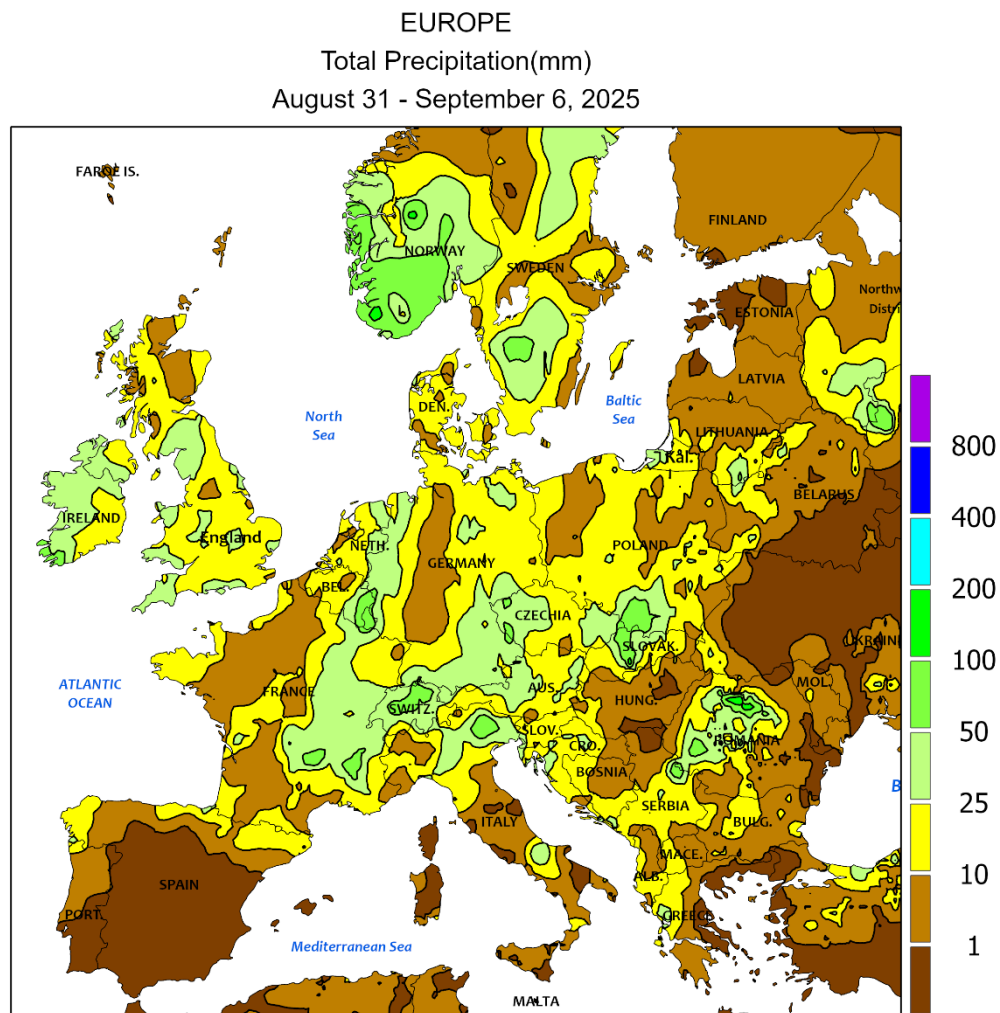 EUROPE
Total Precipitation(mm)
August 31 - September 6, 2025
FAROE IS.
FINLAND
NORWAY
SWEDEN
Northw
Distri
ESTONIA
LATVIA
North
Sea
DEN.
Baltic
Sea
LITHUANIA
Kal.
BELARUS
IRELAND
England
NETH.
POLAND
GERMANY
BEL.
CZECHIA
SLOVAK.
UKRAIN
ATLANTIC
OCEAN
FRANCE
AUS.
MOL.
HUNG.
SWITZ.
SLOV.
CRO.
ROMANIA
BOSNIA
B
SERBIA
ITALY
BULG.
MACE.
ALB.
SPAIN
PORT.
GREECE
Mediterranean Sea
MALTA
800
400
200
100
50
25
10
1